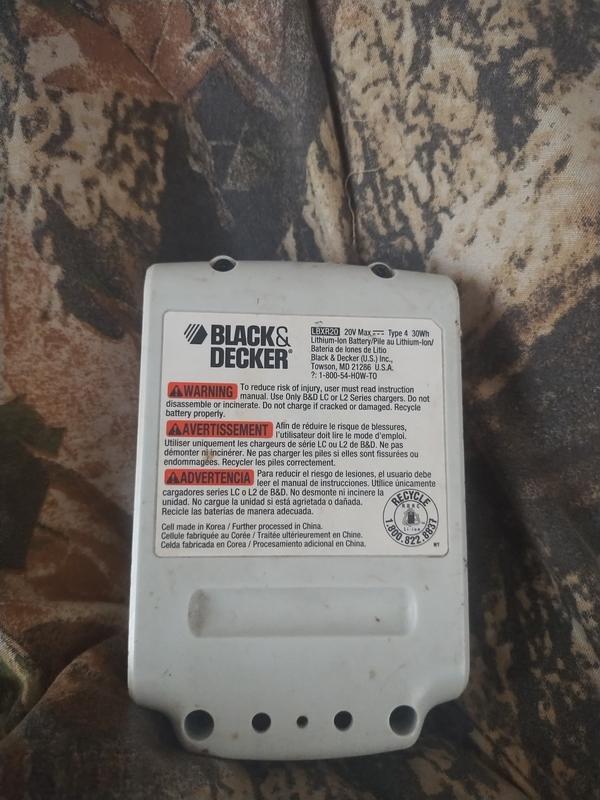 BLACK&
DECKER®
LBXR20 20V Max Type 4 30Wh
Lithium-Ion Battery/Pile au Lithium-Ion/
Bateria de Iones de Litio
Black & Decker (U.S.) Inc.,
Towson, MD 21286 U.S.A.
?: 1-800-54-HOW-TO
WARNING To reduce risk of injury, user must read instruction
manual. Use Only B&D LC or L2 Series chargers. Do not
disassemble or incinerate. Do not charge if cracked or damaged. Recycle
battery properly.
AVERTISSEMENT Afin de réduire le risque de blessures,
l'utilisateur doit lire le mode d'emploi.
Utiliser uniquement les chargeurs de série LC ou L2 de B&D. Ne pas
démonter ni incinérer. Ne pas charger les piles si elles sont fissurées ou
endommagées. Recycler les piles correctement.
ADVERTENCIA Para reducir el riesgo de lesiones, el usuario debe
leer el manual de instrucciones. Utilice únicamente
cargadores series LC o L2 de B&D. No desmonte ni incinere la
unidad. No cargue la unidad si está agrietada o dañada.
Recicle las baterías de manera adecuada.
Cell made in Korea / Further processed in China.
Cellule fabriquée au Corée / Traitée ultérieurement en Chine.
Celda fabricada en Corea / Procesamiento adicional en China.
RECYCLE
RBRC
Li-ion
1.800.822.8837